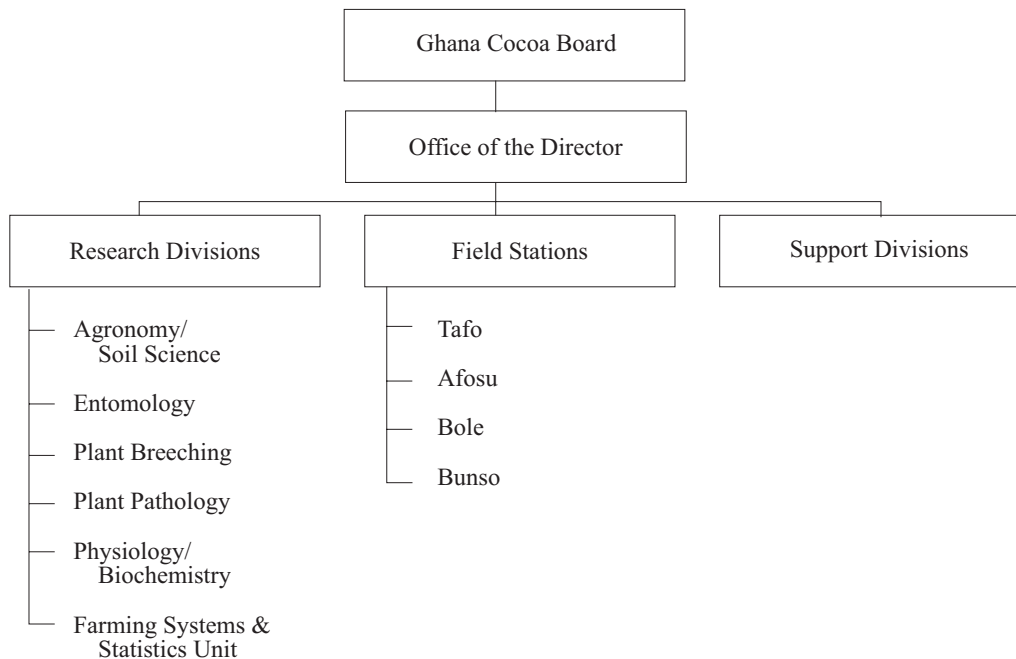 Ghana Cocoa Board
Office of the Director
Research Divisions
Agronomy/
Soil Science
Entomology
Plant Breeching
Plant Pathology
Physiology/
Biochemistry
Farming Systems &
Statistics Unit
Field Stations
Tafo
Afosu
Bole
Bunso
Support Divisions